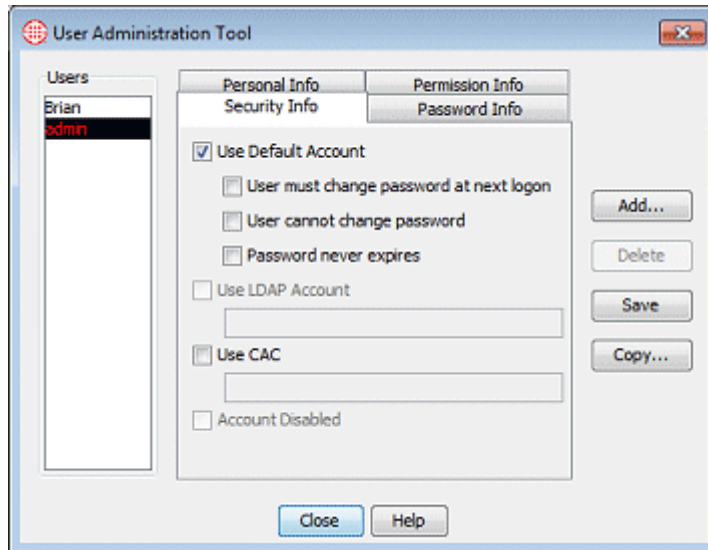 User Administration Tool
Users
Brian
admin
Personal Info
Permission Info
Security Info
Password Info
Use Default Account
User must change password at next logon
User cannot change password
Password never expires
Use LDAP Account
Use CAC
Account Disabled
Add...
Delete
Save
Copy...
Close
Help